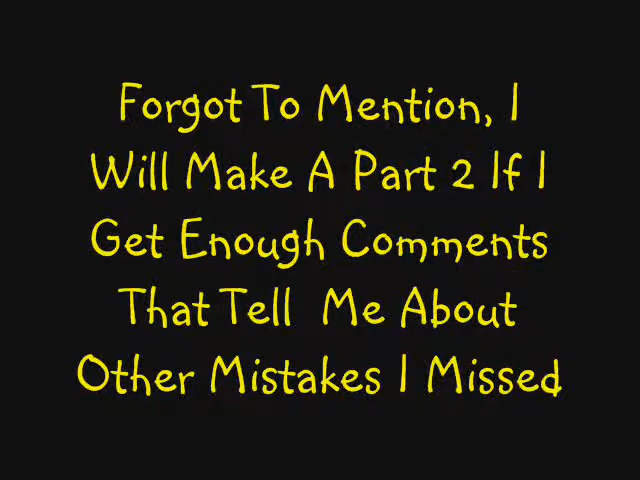 Forgot To Mention, I
Will Make A Part 2 If I
Get Enough Comments
That Tell  Me About
Other Mistakes I Missed